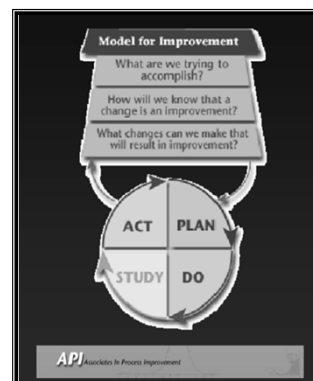 Model for Improvement
What are we trying to
accomplish?
How will we know that a
change is an improvement?
What changes can we make that
will result in improvement?
ACT PLAN
STUDY DO
API Associates in Process Improvement